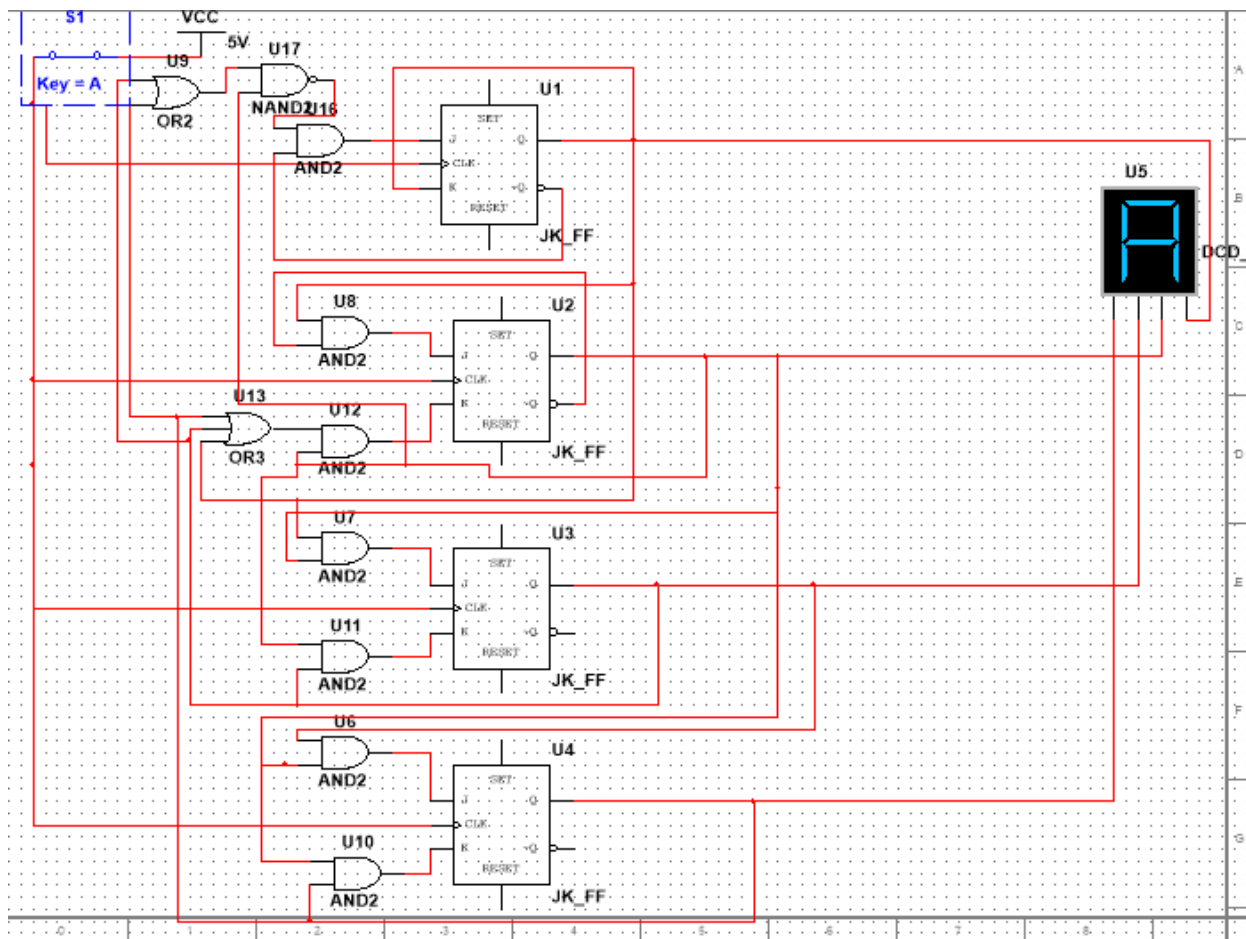 S1
VCC
5V
Key = A
U9
OR2
U17
NAND2
U16
AND2
U1
SET
J
Q
CLK
K
~Q
RESET
JK_FF
U5
DCD_
U8
AND2
U2
SET
J
Q
CLK
K
~Q
RESET
JK_FF
U13
OR3
U12
AND2
U7
AND2
U3
SET
J
Q
CLK
K
~Q
RESET
JK_FF
U11
AND2
U6
AND2
U4
SET
J
Q
CLK
K
~Q
RESET
JK_FF
U10
AND2
A
A
B
C
D
E
F
G
0 1 2 3 4 5 6 7 8